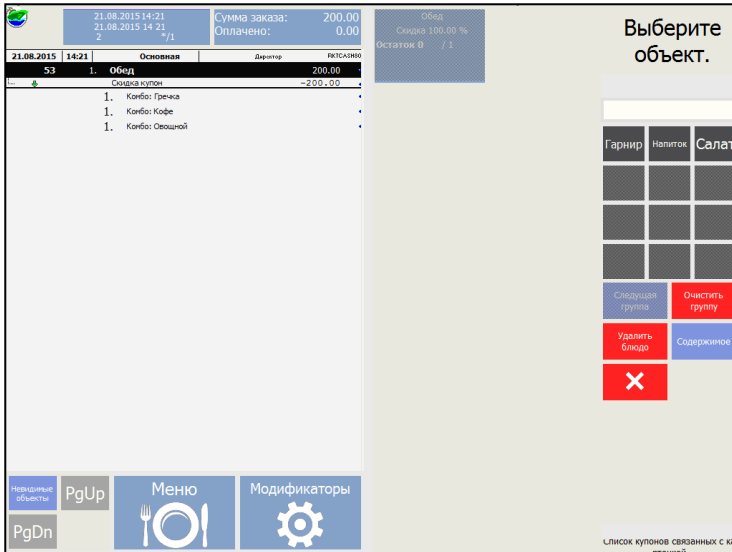 21.08.2015 14:21
21.08.2015 14 21
2 */1
Сумма заказа: 200.00
Оплачено: 0.00
21.08.2015 14:21 Основная Директор
53 1. Обед 200.00
Скидка купон -200.00
1. Комбо: Гречка
1. Комбо: Кофе
1. Комбо: Овощной
Невидимые
объекты
PgUp
PgDn
Меню
Модификаторы
Обед
Скидка 100.00 %
Остаток 0 / 1
Выберите
объект.
Гарнир Напиток Салат
Следущая
группа
Очистить
группу
Удалить
блюдо
Содержимое
Список купонов связанных с ка